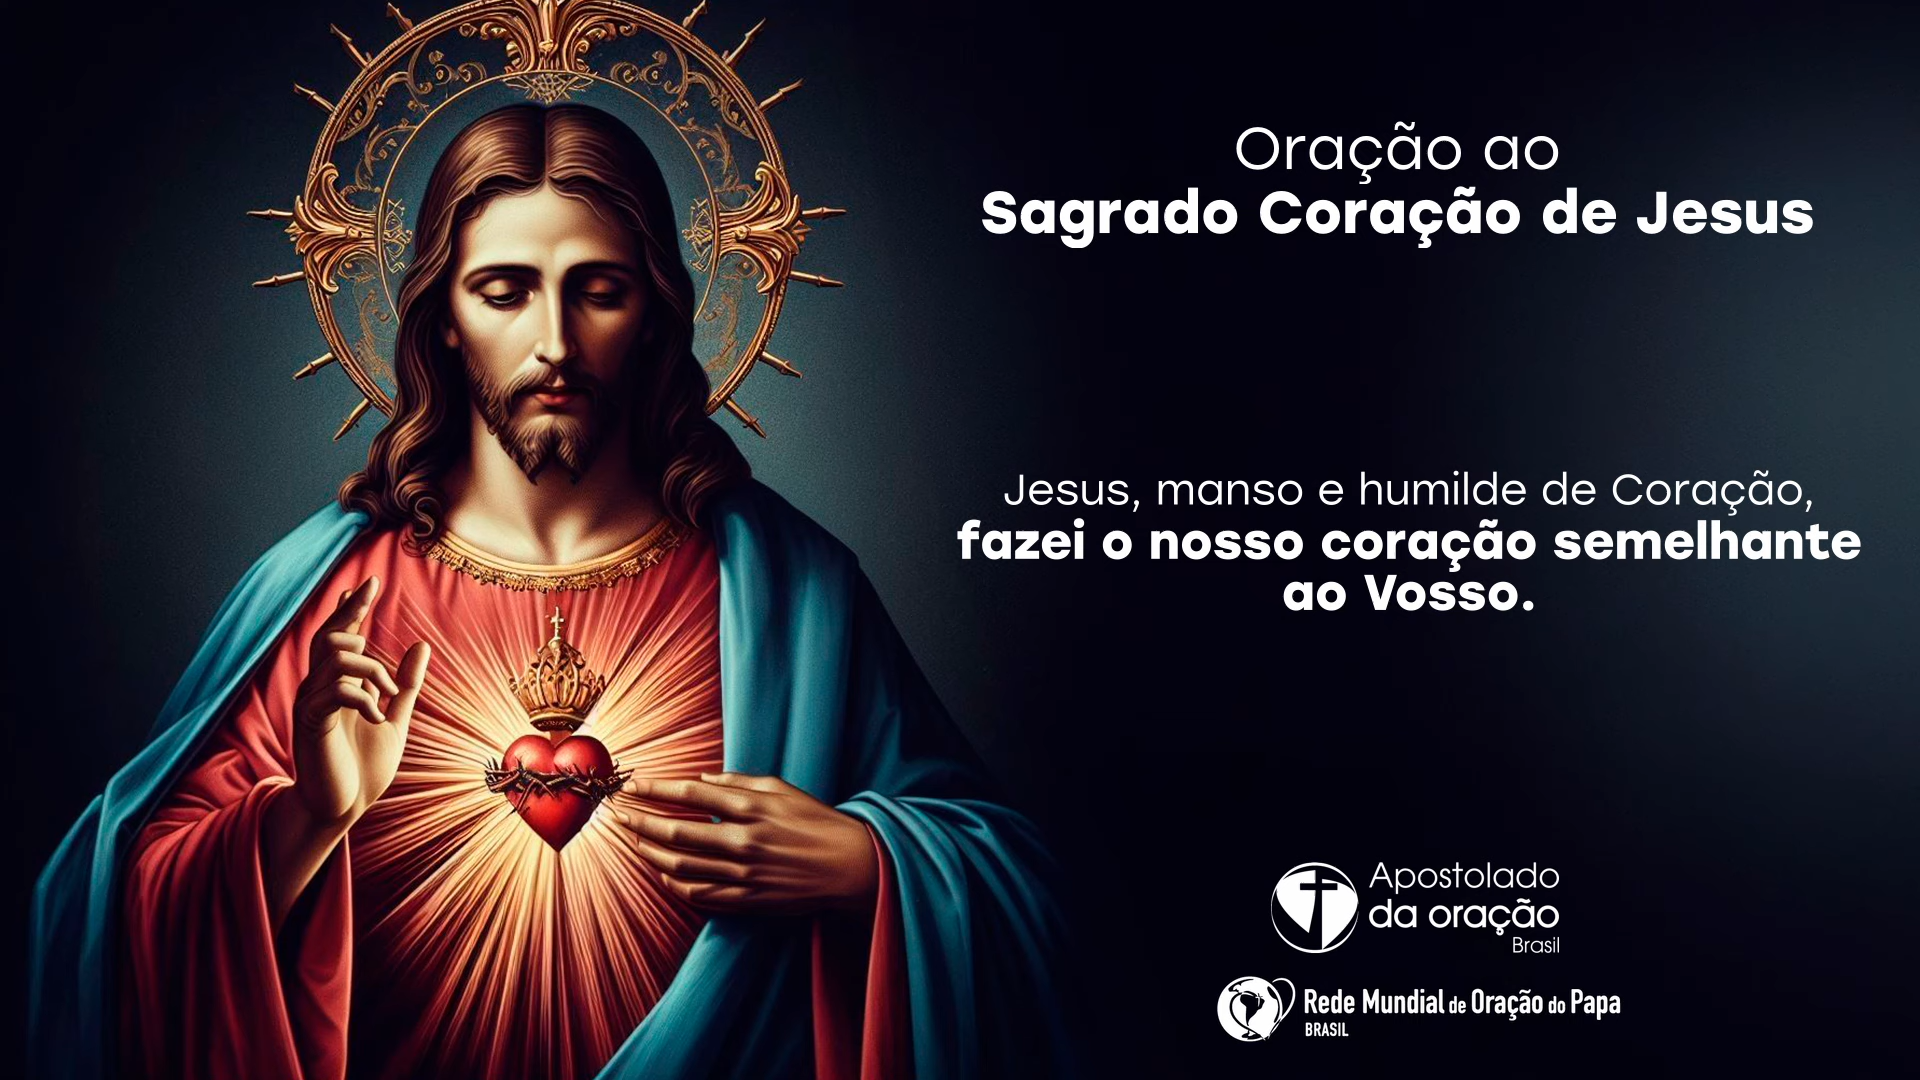 Oração ao
Sagrado Coração de Jesus
Jesus, manso e humilde de Coração,
fazei o nosso coração semelhante
ao Vosso.
Apostolado
da oração
Brasil
Rede Mundial de Oração do Papa
BRASIL